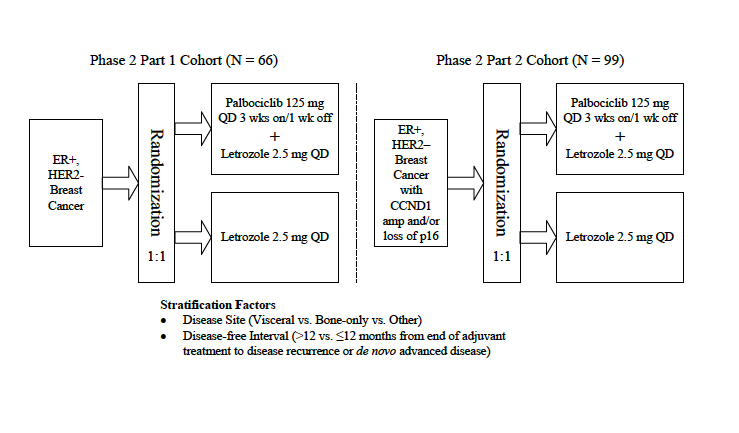 Phase 2 Part 1 Cohort (N = 66)
ER+,
HER2-
Breast
Cancer
Randomization
1:1
Palbociclib 125 mg
QD 3 wks on/1 wk off
+
Letrozole 2.5 mg QD
Letrozole 2.5 mg QD
Phase 2 Part 2 Cohort (N = 99)
ER+,
HER2–
Breast
Cancer
with
CCND1
amp and/or
loss of p16
Randomization
1:1
Palbociclib 125 mg
QD 3 wks on/1 wk off
+
Letrozole 2.5 mg QD
Letrozole 2.5 mg QD
Stratification Factors
• Disease Site (Visceral vs. Bone-only vs. Other)
• Disease-free Interval (>12 vs. ≤12 months from end of adjuvant
treatment to disease recurrence or de novo advanced disease)